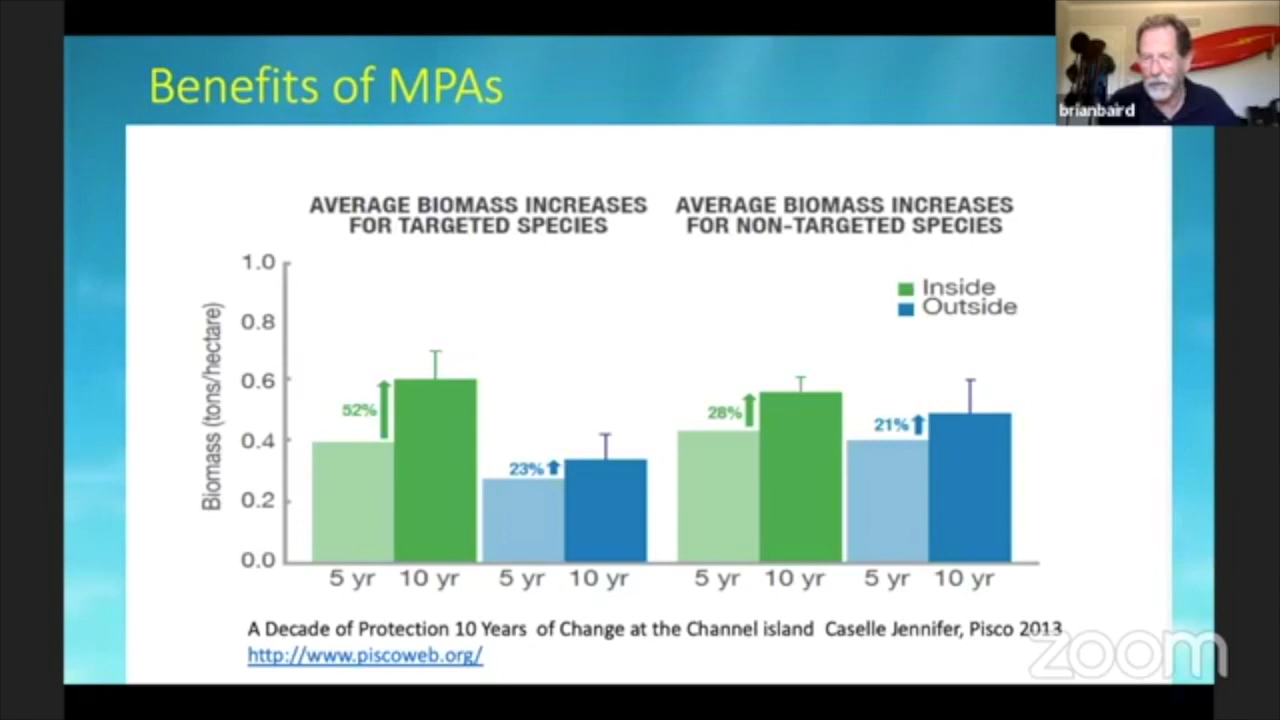 Benefits of MPAs
brianbaird
AVERAGE BIOMASS INCREASES
FOR TARGETED SPECIES
AVERAGE BIOMASS INCREASES
FOR NON-TARGETED SPECIES
Inside
Outside
Biomass (tons/hectare)
1.0
0.8
0.6
0.4
0.2
0.0
52%
23%
28%
21%
5 yr 10 yr 5 yr 10 yr 5 yr 10 yr 5 yr 10 yr
A Decade of Protection 10 Years of Change at the Channel island Caselle Jennifer, Pisco 2013
http://www.piscoweb.org/
zoom